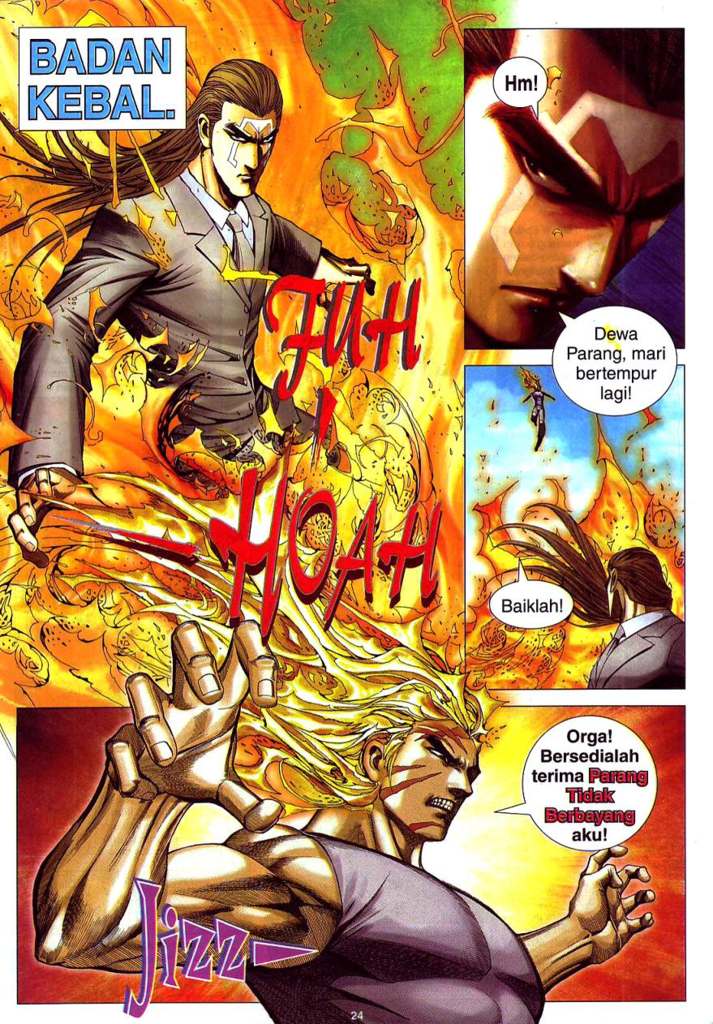 BADAN
KEBAL.
Hm!
FUH
HOAH
Dewa
Parang, mari
bertempur
lagi!
Baiklah!
Orga!
Bersedialah
terima Parang
Tidak
Berbayang
aku!
Jizz-
24